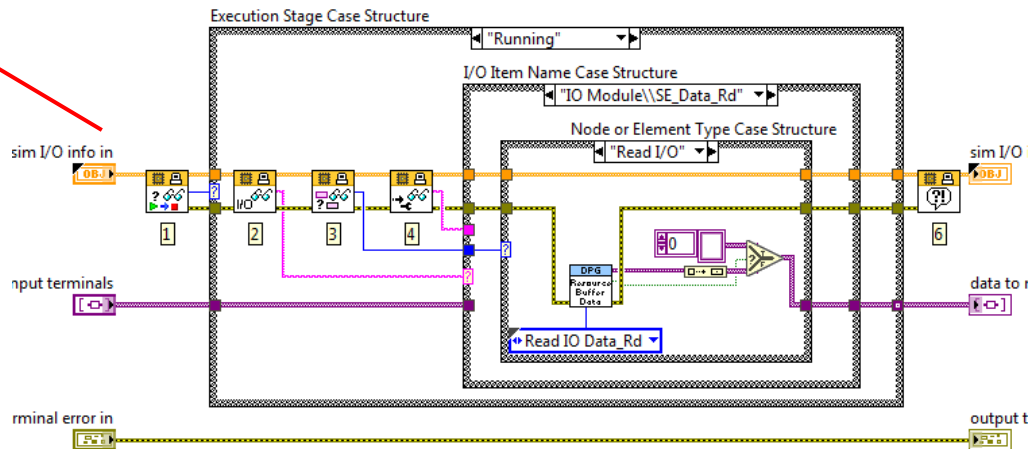 Execution Stage Case Structure
"Running"
I/O Item Name Case Structure
"IO Module\\SE_Data_Rd"
Node or Element Type Case Structure
"Read I/O"
sim I/O info in
sim I/O
OBJ
OBJ
?
?
I/O
?
?!
1
2
3
4
6
?
0
?
T
F
DPG
Resource
Buffer
Data
?
nput terminals
data to r
Read IO Data_Rd
rminal error in
output t